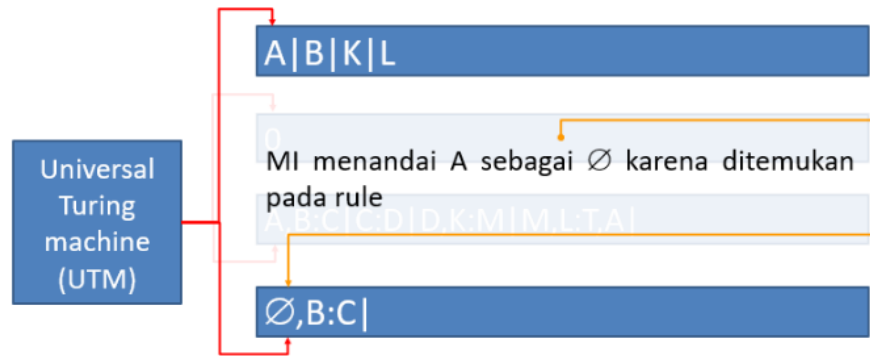 A|B|K|L
0
MI menandai A sebagai ∅ karena ditemukan
pada rule
A,B:C|C:D|D,K:M|M,L:T,A|
Universal
Turing
machine
(UTM)
∅,B:C|